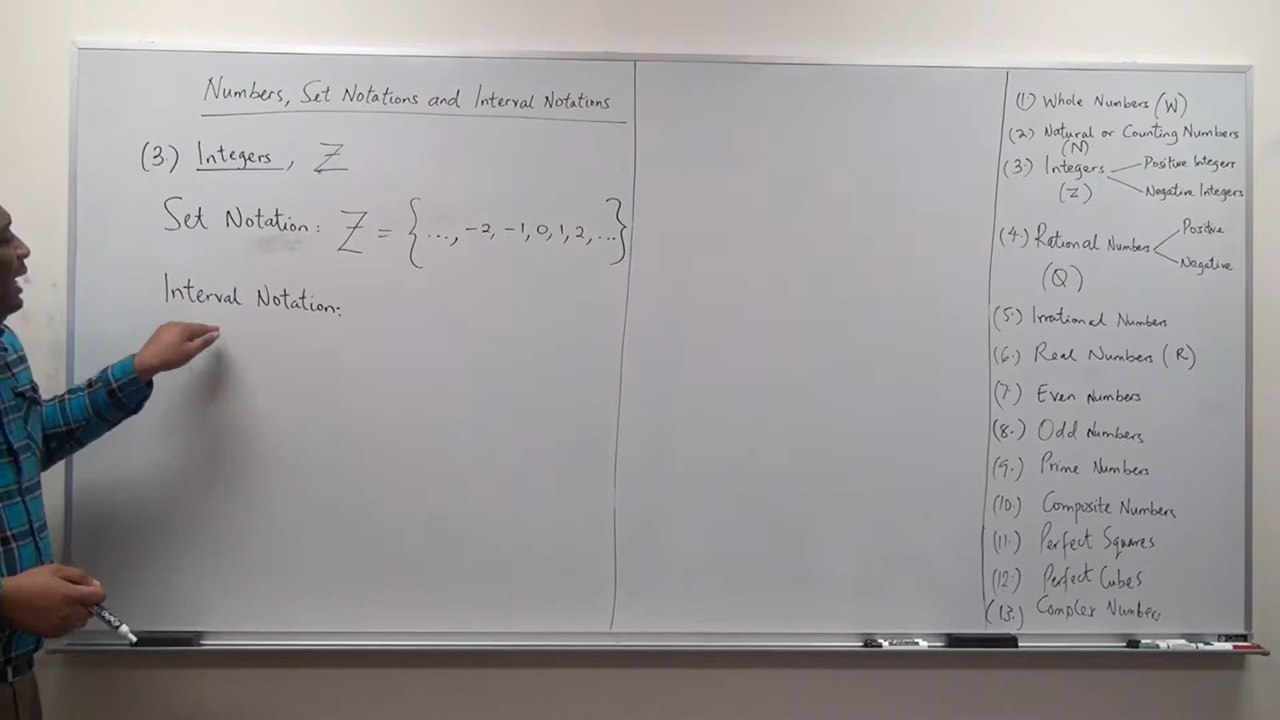 Numbers, Set Notations and Interval Notations
(3.) Integers, Z
Set Notation: Z = {..., -2, -1, 0, 1, 2, ...}
Interval Notation:
(1) Whole Numbers (W)
(2) Natural or Counting Numbers
(N)
(3.) Integers
Positive Integers
Negative Integers
(Z)
(4.) Rational Numbers
Positive
Negative
(Q)
(5.) Irrational Numbers
(6.) Real Numbers (R)
(7.) Even Numbers
(8.) Odd Numbers
(9.) Prime Numbers
(10.) Composite Numbers
(11.) Perfect Squares
(12.) Perfect Cubes
(13.) Complex Numbers